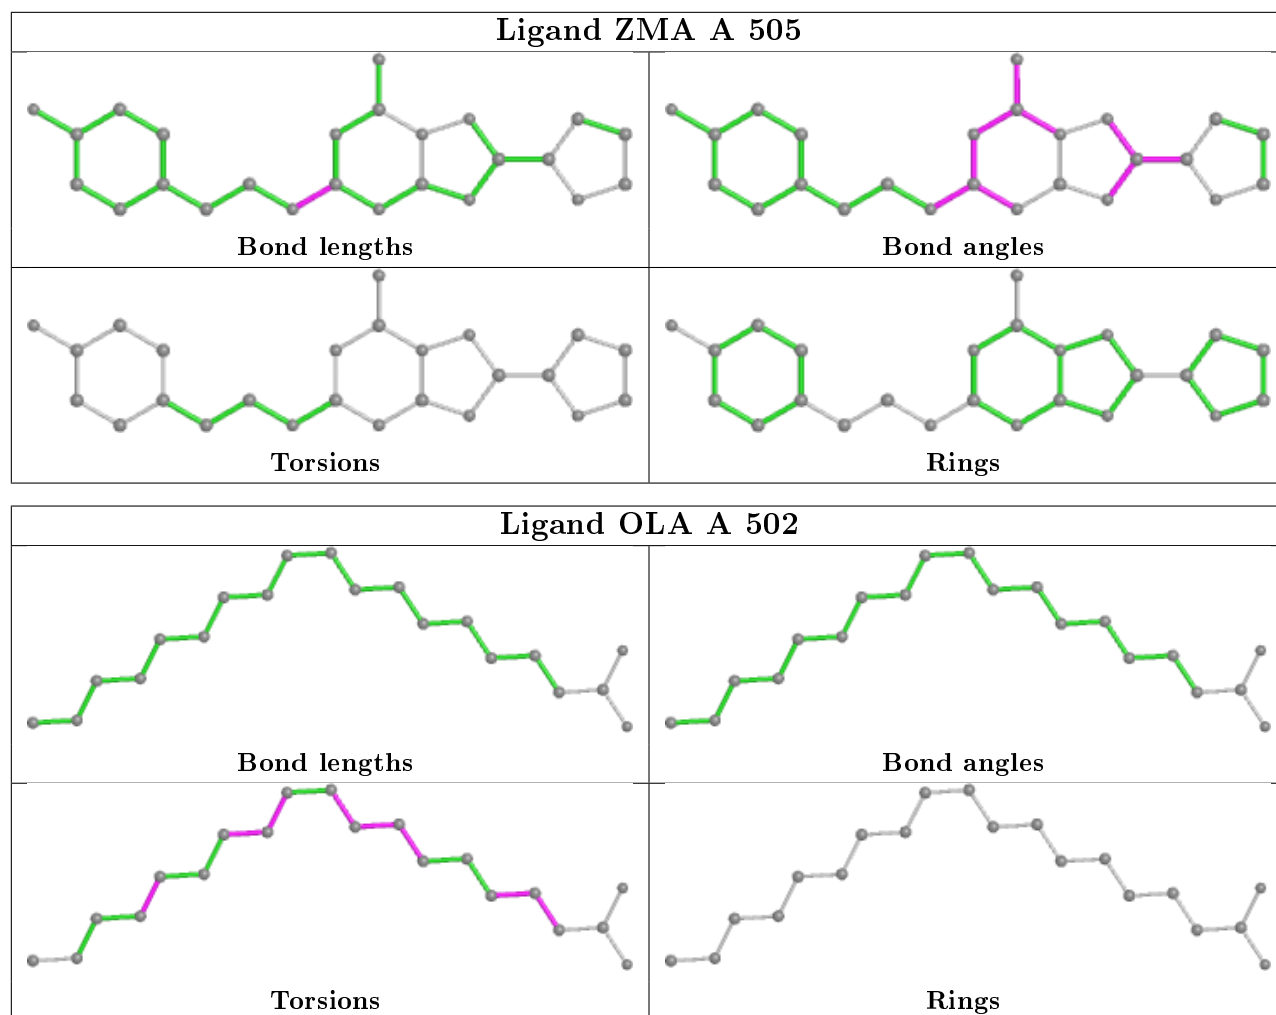 Ligand ZMA A 505
Bond lengths
Bond angles
Torsions
Rings
Ligand OLA A 502
Bond lengths
Bond angles
Torsions
Rings